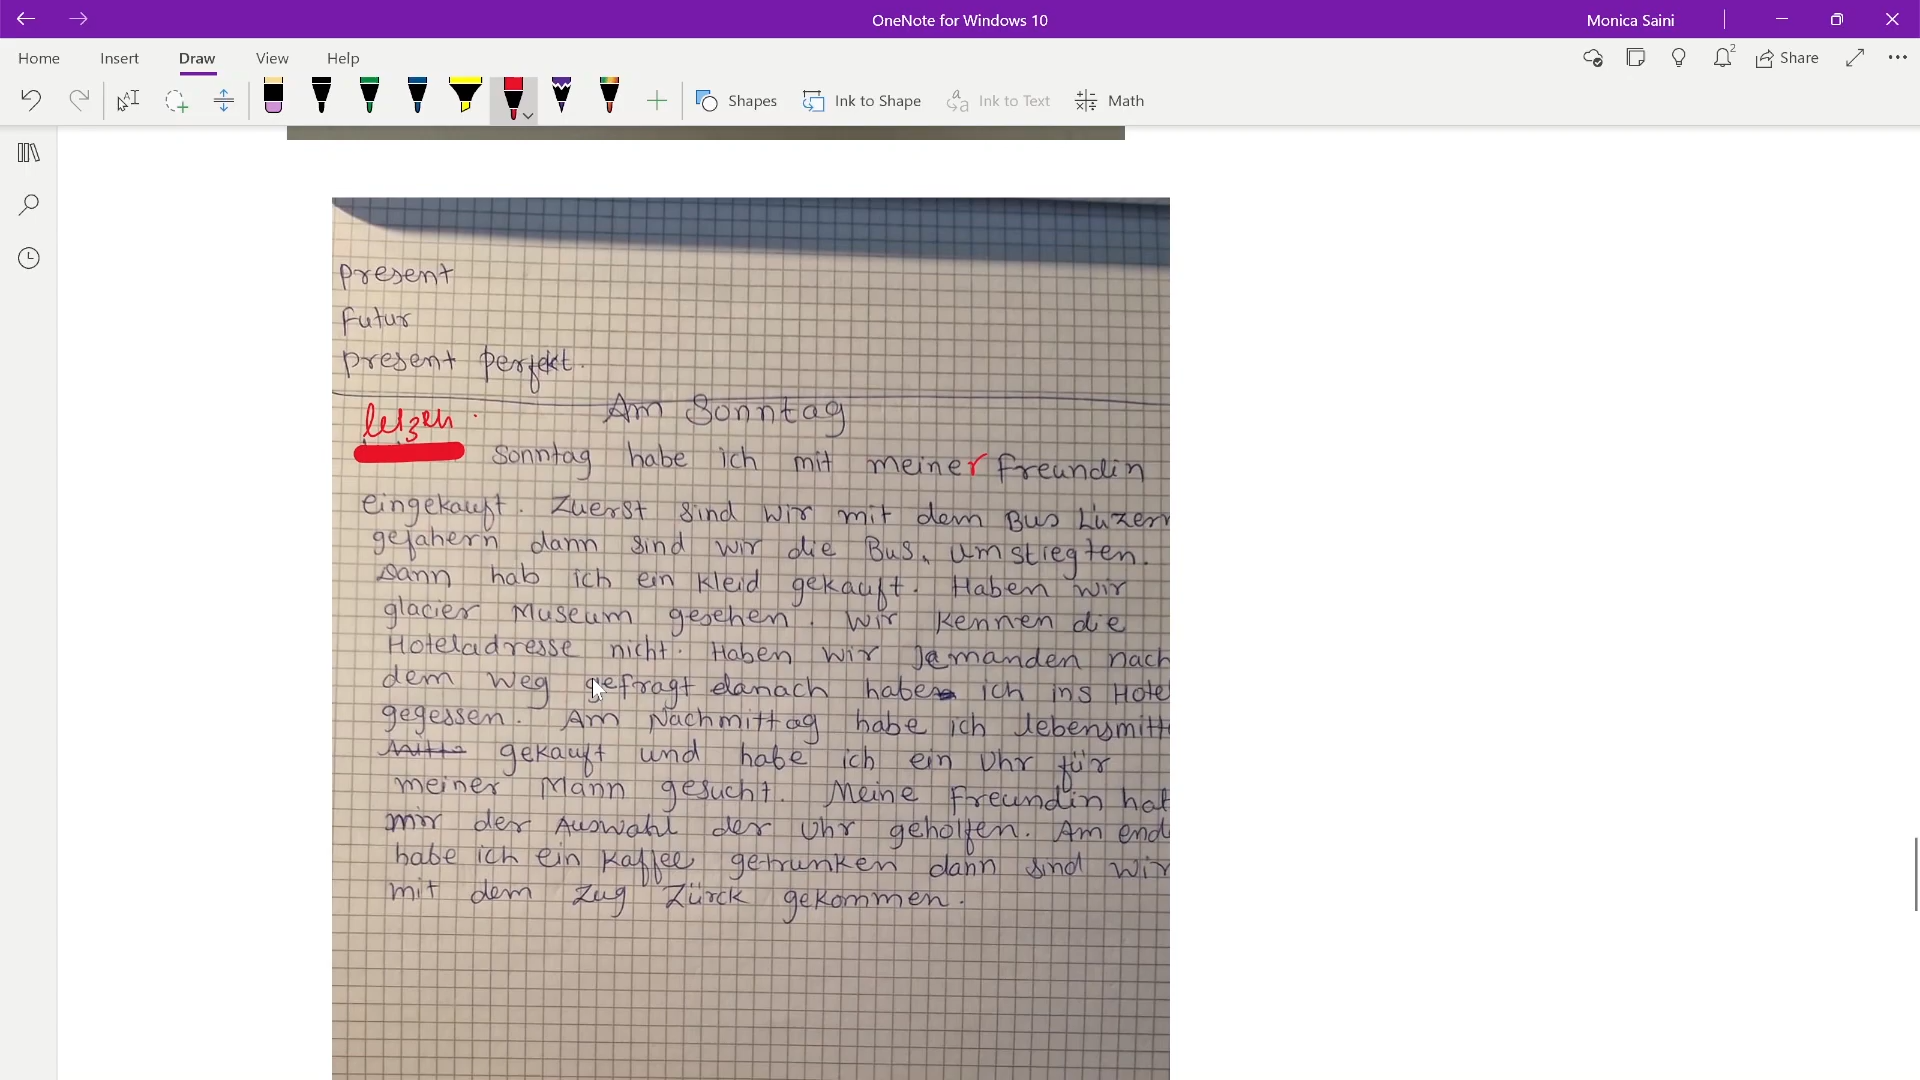 OneNote for Windows 10
Monica Saini
Home Insert Draw View Help
2 Share
Shapes Ink to Shape Ink to Text Math
present
Futur
present perfekt.
Am Sonntag
letzen.
Sonntag habe ich mit meiner Freundin
eingekauft. Zuerst sind wir mit dem Bus Luzern
gefahern dann sind wir die Bus, umstiegten.
Dann hab ich ein Kleid gekauft. Haben wir
glacier Museum gesehen. Wir kennen die
Hoteladresse nicht. Haben wir Jemanden nach
dem Weg gefragt danach habe ich ins Hote
gegessen. Am Nachmittag habe ich lebensmitt
gekauft und habe ich ein Uhr für
meiner Mann gesucht. Meine Freundin hat
mir der Auswahl der Uhr geholfen. Am end
habe ich ein Kaffee getrunken dann sind wir
mit dem Zug Zürck gekommen.